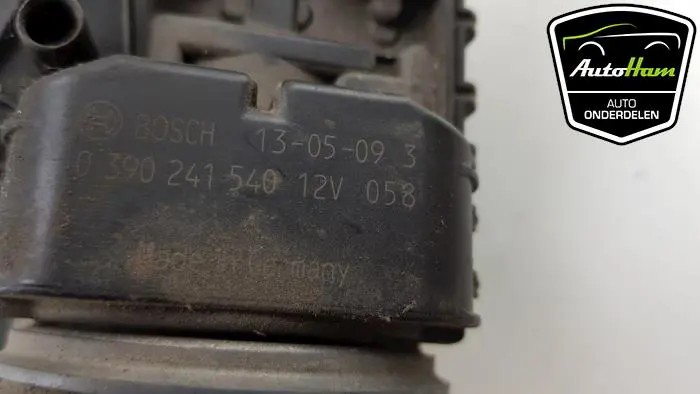 BOSCH 13-05-09 3
0 390 241 540 12V 058
Made in Germany
AutoHam
AUTO
ONDERDELEN